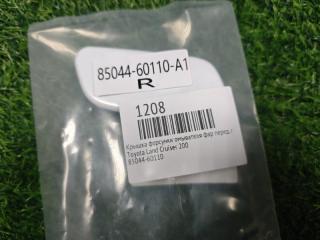 85044-60110-A1
R
1208
Крышка форсунки омывателя фар перед.
Toyota Land Cruiser 200
85044-60110